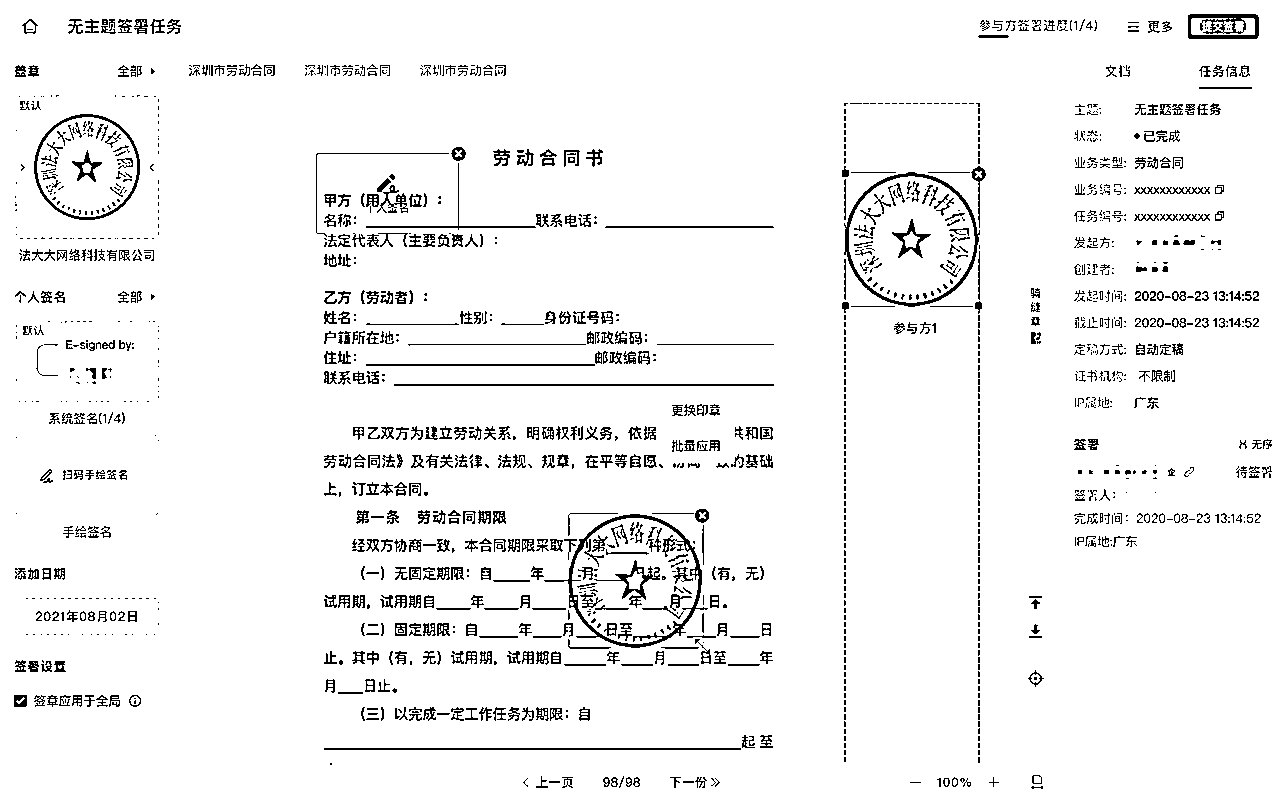 无主题签署任务
参与方签署进度(1/4)
更多
提交签署
签章
全部
默认
深圳法大大网络科技有限公司
法大大网络科技有限公司
个人签名
全部
默认
E-signed by:
系统签名(1/4)
扫码手绘签名
手绘签名
添加日期
2021年08月02日
签署设置
签章应用于全局
深圳市劳动合同
深圳市劳动合同
深圳市劳动合同
劳动合同书
个人签名
甲方（用人单位）：
名称：联系电话：
法定代表人（主要负责人）：
地址：
乙方（劳动者）：
姓名：____性别：____身份证号码：
户籍所在地：____邮政编码：____
住址：____邮政编码：
联系电话：____
更换印章
批量应用
甲乙双方为建立劳动关系，明确权利义务，依据 共和国
劳动合同法》及有关法律、法规、规章，在平等自愿、协商一致的基础
上，订立本合同。
第一条 劳动合同期限
经双方协商一致，本合同期限采取下列第____种形式：
（一）无固定期限：自____年____月____日起。其中（有，无）
试用期，试用期自____年____月____日至____年____月____日。
（二）固定期限：自____年____月____日至____年____月____日
止。其中（有，无）试用期，试用期自____年____月____日至____年
月____日止。
（三）以完成一定工作任务为期限：自
____起至
上一页
98/98
下一份
100%
深圳法大大网络科技有限公司
参与方1
骑缝章
文档
任务信息
主题： 无主题签署任务
状态： 已完成
业务类型: 劳动合同
业务编号: xxxxxxxxxxxx
任务编号: xxxxxxxxxxxx
发起方:
创建者:
发起时间: 2020-08-23 13:14:52
截止时间: 2020-08-23 13:14:52
定稿方式: 自动定稿
证书机构: 不限制
IP属地: 广东
签署
无序
企
待签署
签署人:
完成时间: 2020-08-23 13:14:52
IP属地:广东